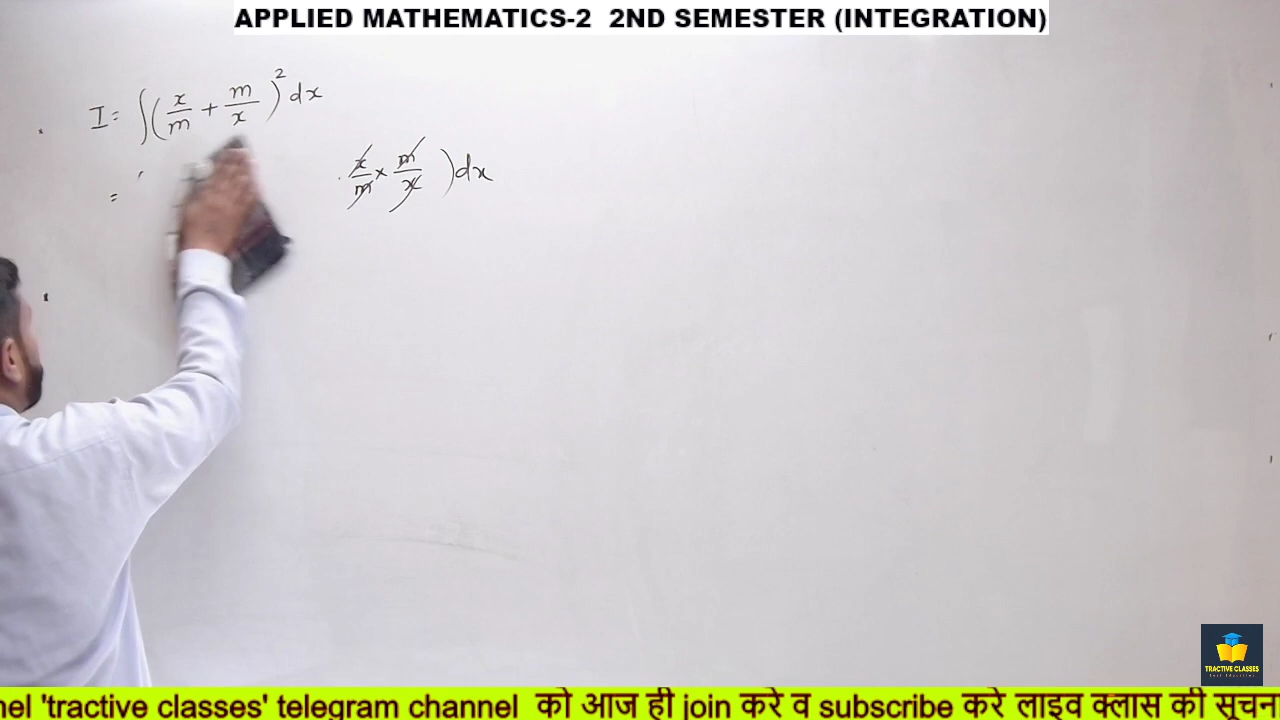 APPLIED MATHEMATICS-2 2ND SEMESTER (INTEGRATION)
I = ∫(x/m + m/x)² dx
= x/m × m/x ) dx
TRACTIVE CLASSES
nel 'tractive classes' telegram channel को आज ही join करे व subscribe करे लाइव क्लास की सूचन